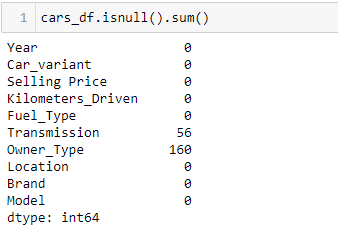 1 cars_df.isnull().sum()
Year 0
Car_variant 0
Selling Price 0
Kilometers_Driven 0
Fuel_Type 0
Transmission 56
Owner_Type 160
Location 0
Brand 0
Model 0
dtype: int64